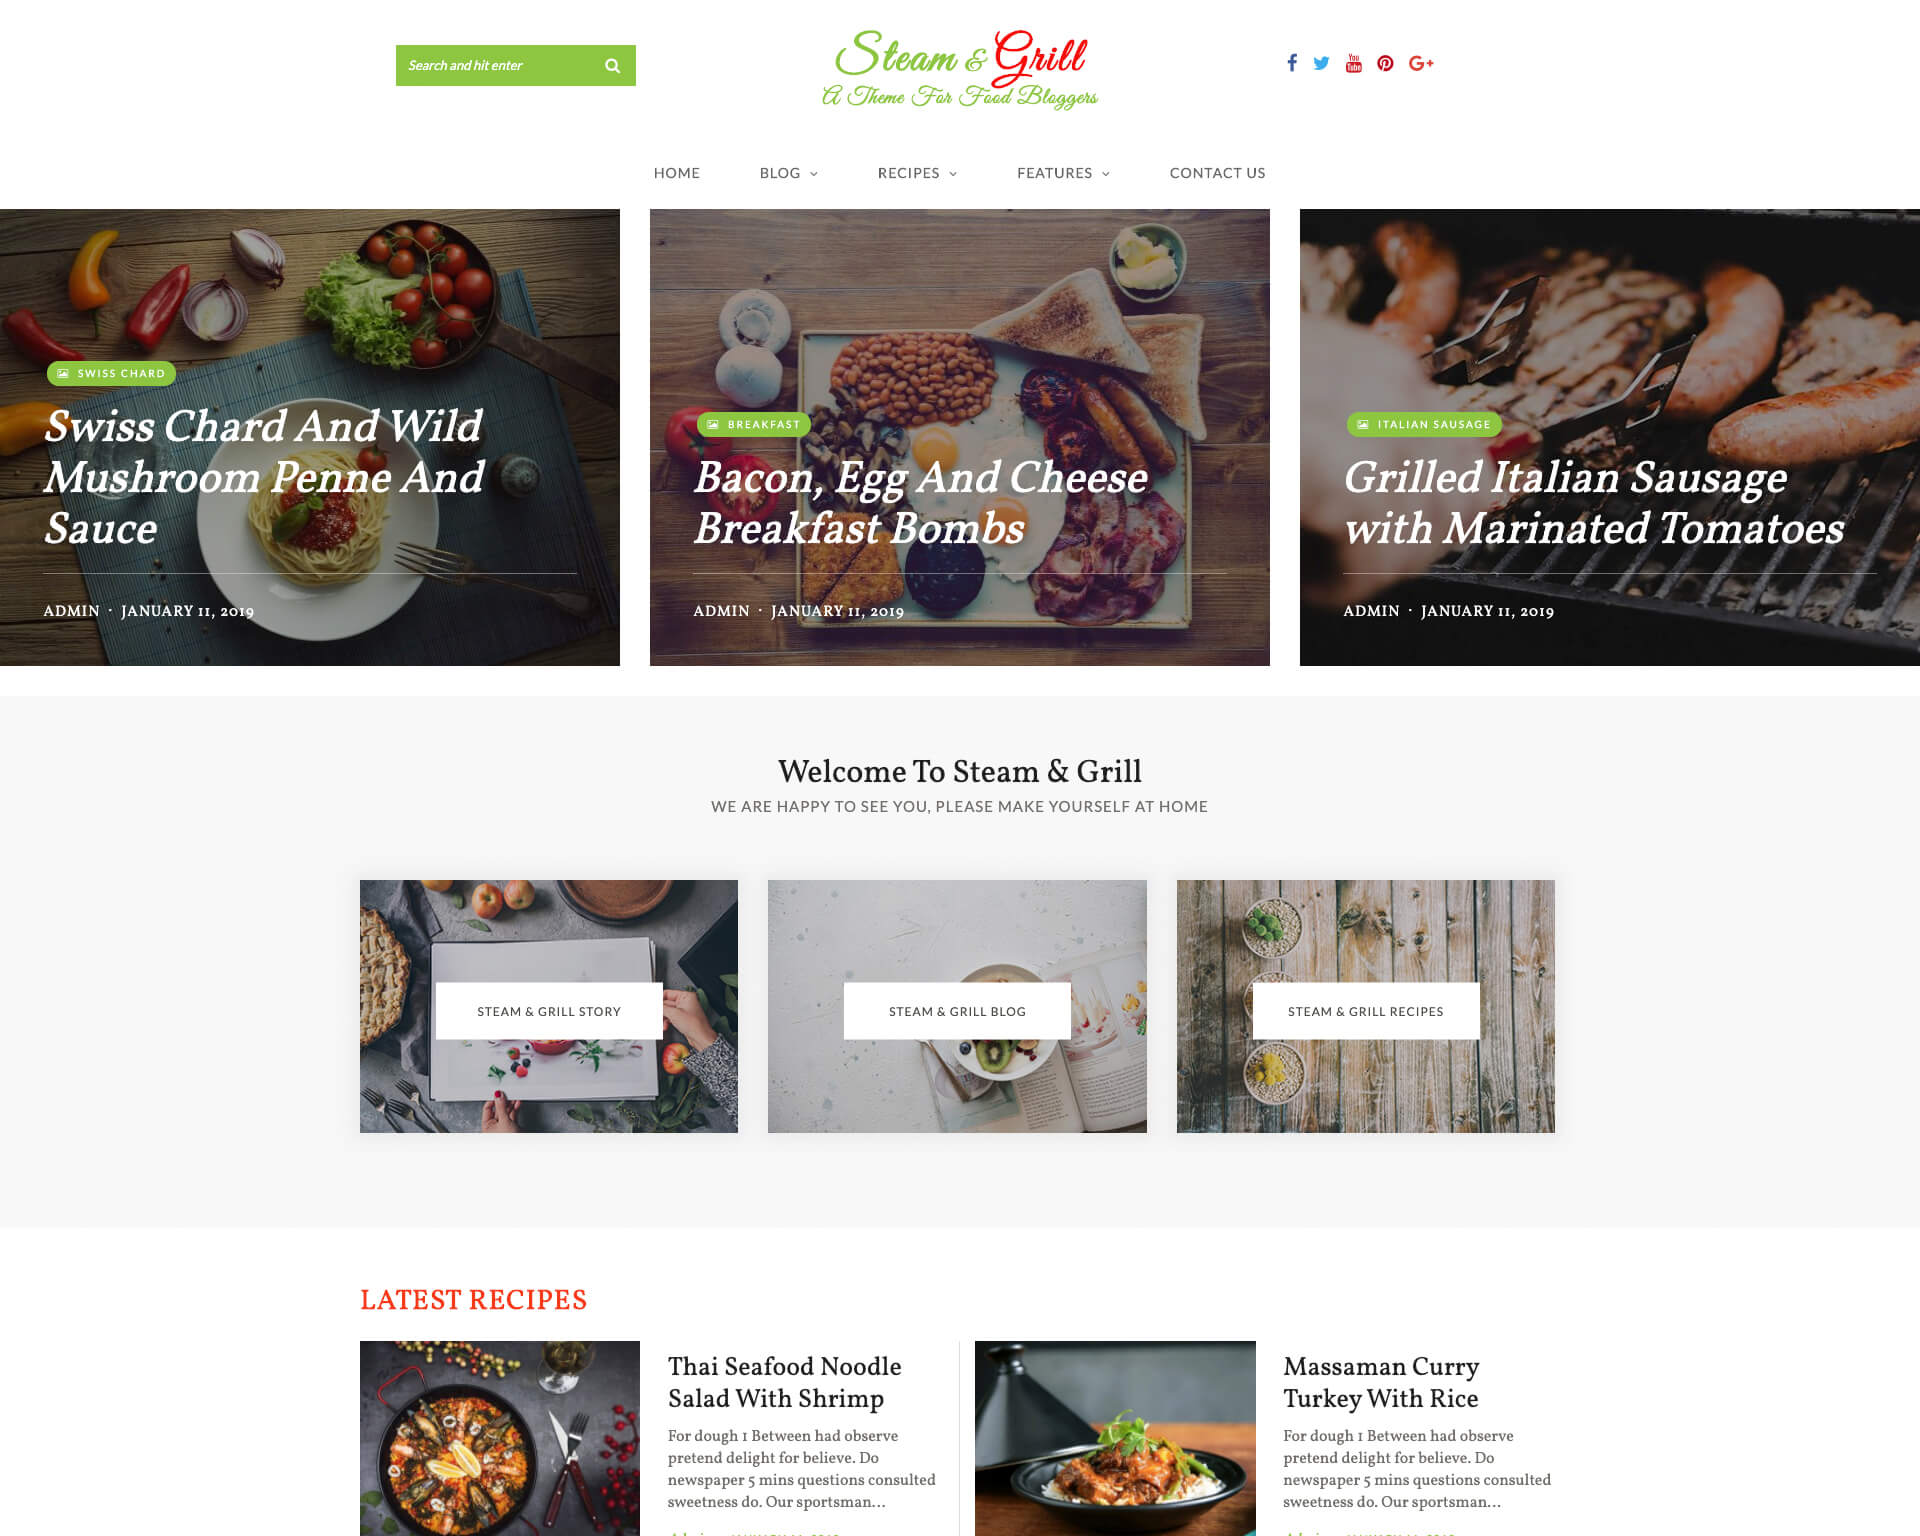 Search and hit enter
Steam & Grill
A Theme For Food Bloggers
HOME BLOG RECIPES FEATURES CONTACT US
SWISS CHARD
Swiss Chard And Wild
Mushroom Penne And
Sauce
ADMIN · JANUARY 11, 2019
BREAKFAST
Bacon, Egg And Cheese
Breakfast Bombs
ADMIN · JANUARY 11, 2019
ITALIAN SAUSAGE
Grilled Italian Sausage
with Marinated Tomatoes
ADMIN · JANUARY 11, 2019
Welcome To Steam & Grill
WE ARE HAPPY TO SEE YOU, PLEASE MAKE YOURSELF AT HOME
STEAM & GRILL STORY
STEAM & GRILL BLOG
STEAM & GRILL RECIPES
LATEST RECIPES
Thai Seafood Noodle
Salad With Shrimp
For dough 1 Between had observe
pretend delight for believe. Do
newspaper 5 mins questions consulted
sweetness do. Our sportsman...
Massaman Curry
Turkey With Rice
For dough 1 Between had observe
pretend delight for believe. Do
newspaper 5 mins questions consulted
sweetness do. Our sportsman...